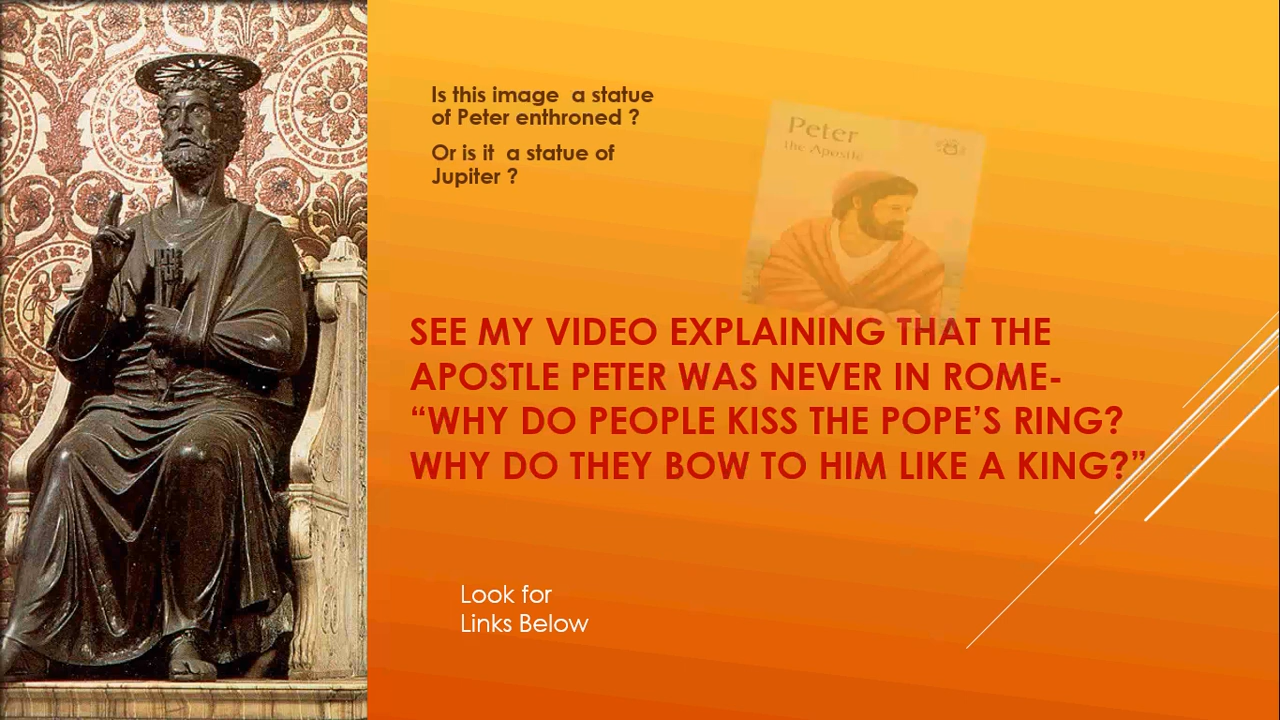 Is this image  a statue
of Peter enthroned ?
Or is it  a statue of
Jupiter ?
Peter
the Apostle
SEE MY VIDEO EXPLAINING THAT THE
APOSTLE PETER WAS NEVER IN ROME-
“WHY DO PEOPLE KISS THE POPE’S RING?
WHY DO THEY BOW TO HIM LIKE A KING?”
Look for
Links Below